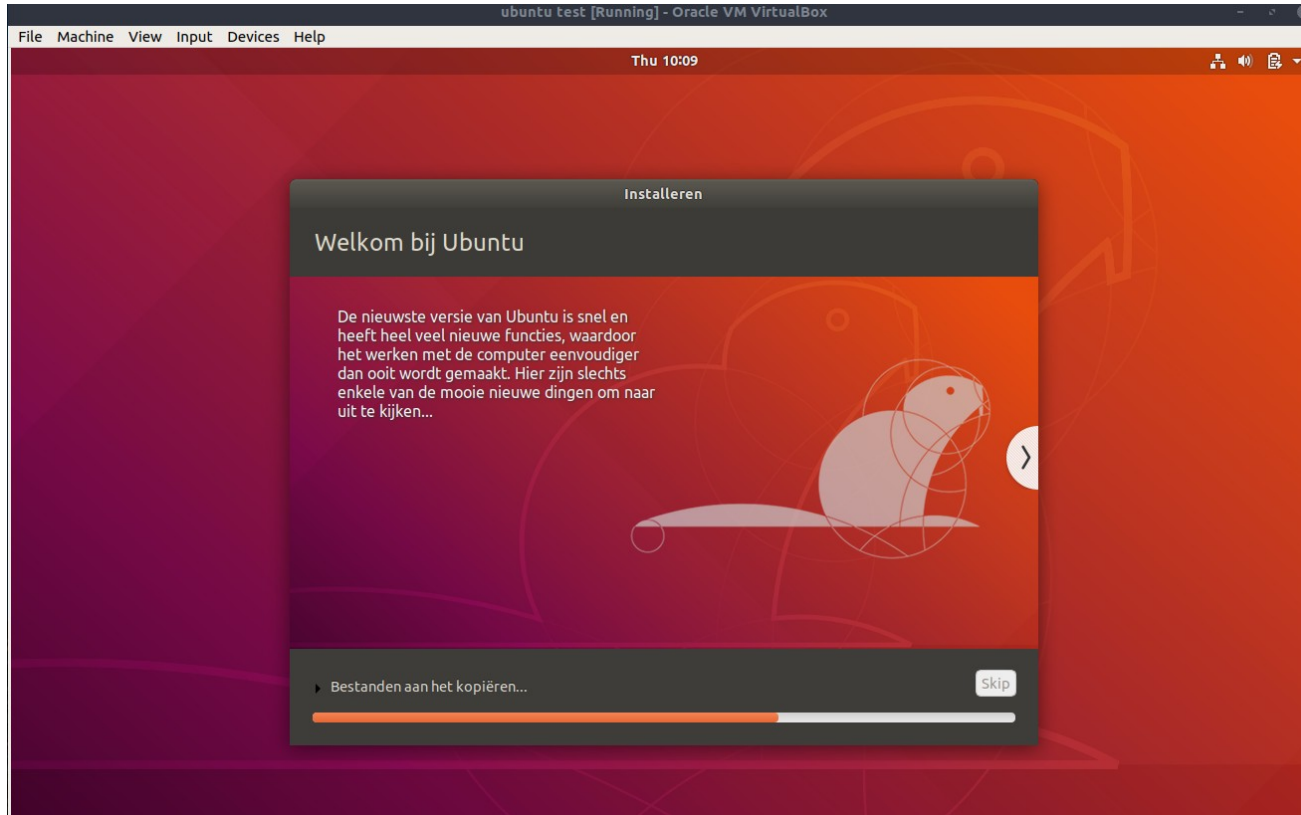 ubuntu test [Running] - Oracle VM VirtualBox
File Machine View Input Devices Help
Thu 10:09
Installeren
Welkom bij Ubuntu
De nieuwste versie van Ubuntu is snel en
heeft heel veel nieuwe functies, waardoor
het werken met de computer eenvoudiger
dan ooit wordt gemaakt. Hier zijn slechts
enkele van de mooie nieuwe dingen om naar
uit te kijken...
Bestanden aan het kopiëren...
Skip